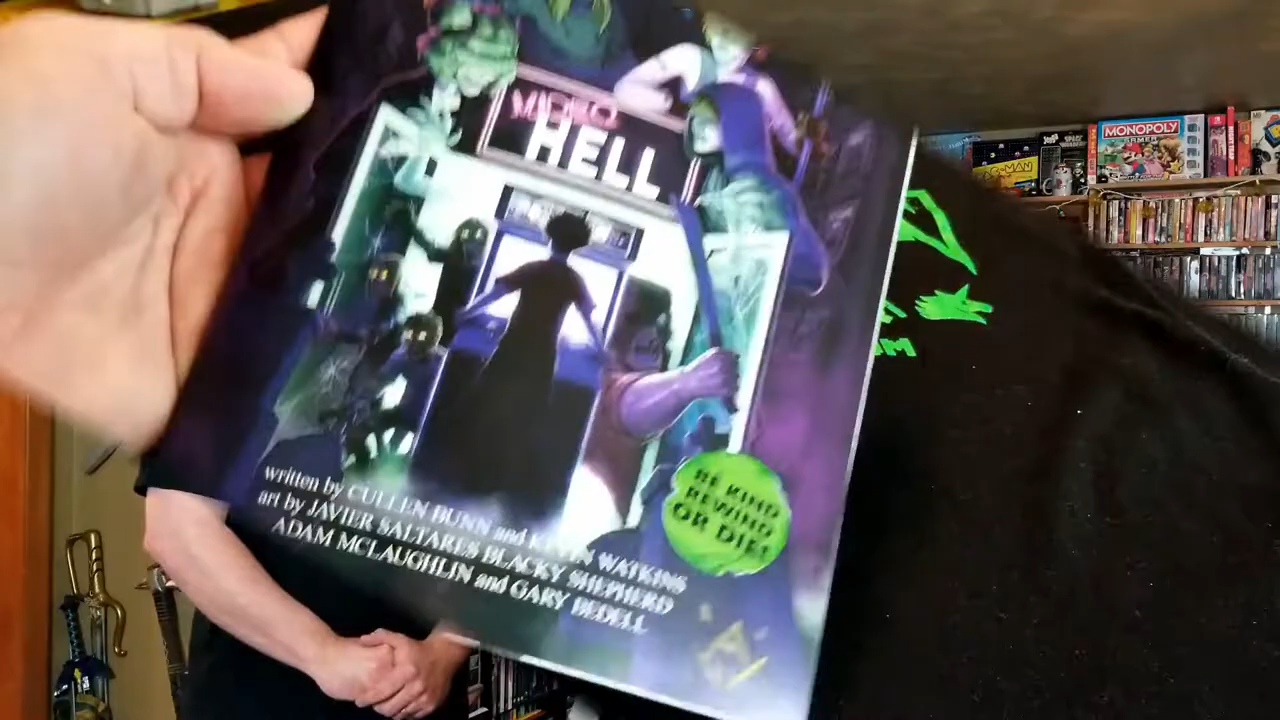 VIDEO
HELL
MONOPOLY
GAMER
PAC-MAN
written by CULLEN BUNN and KEVIN WATKINS
art by JAVIER SALTARES BLACKY SHEPHERD
ADAM MCLAUGHLIN and GARY BEDELL
BE KIND
REWIND
OR DIE!